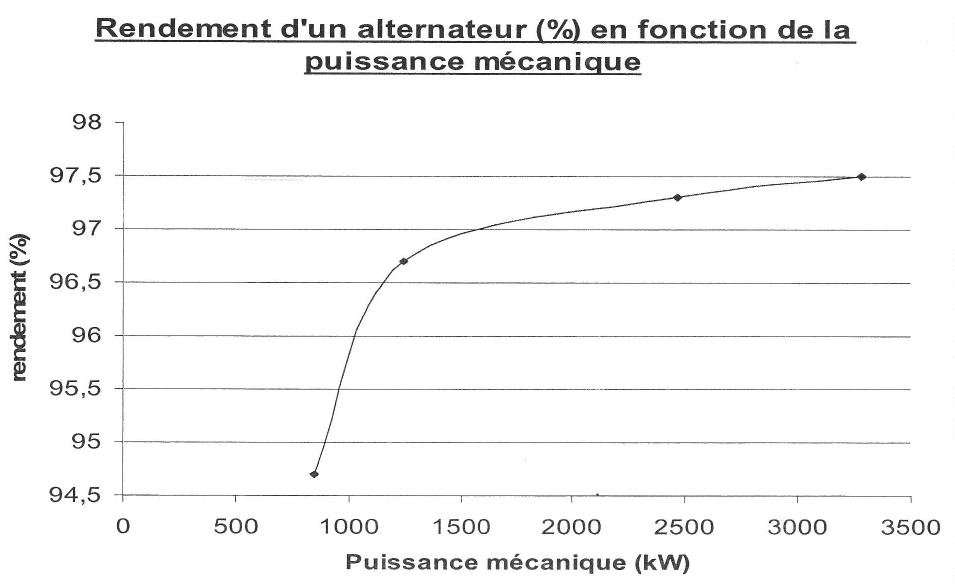 Rendement d'un alternateur (%) en fonction de la
puissance mécanique
98
97,5
97
96,5
96
95,5
95
94,5
rendement (%)
0 500 1000 1500 2000 2500 3000 3500
Puissance mécanique (kW)